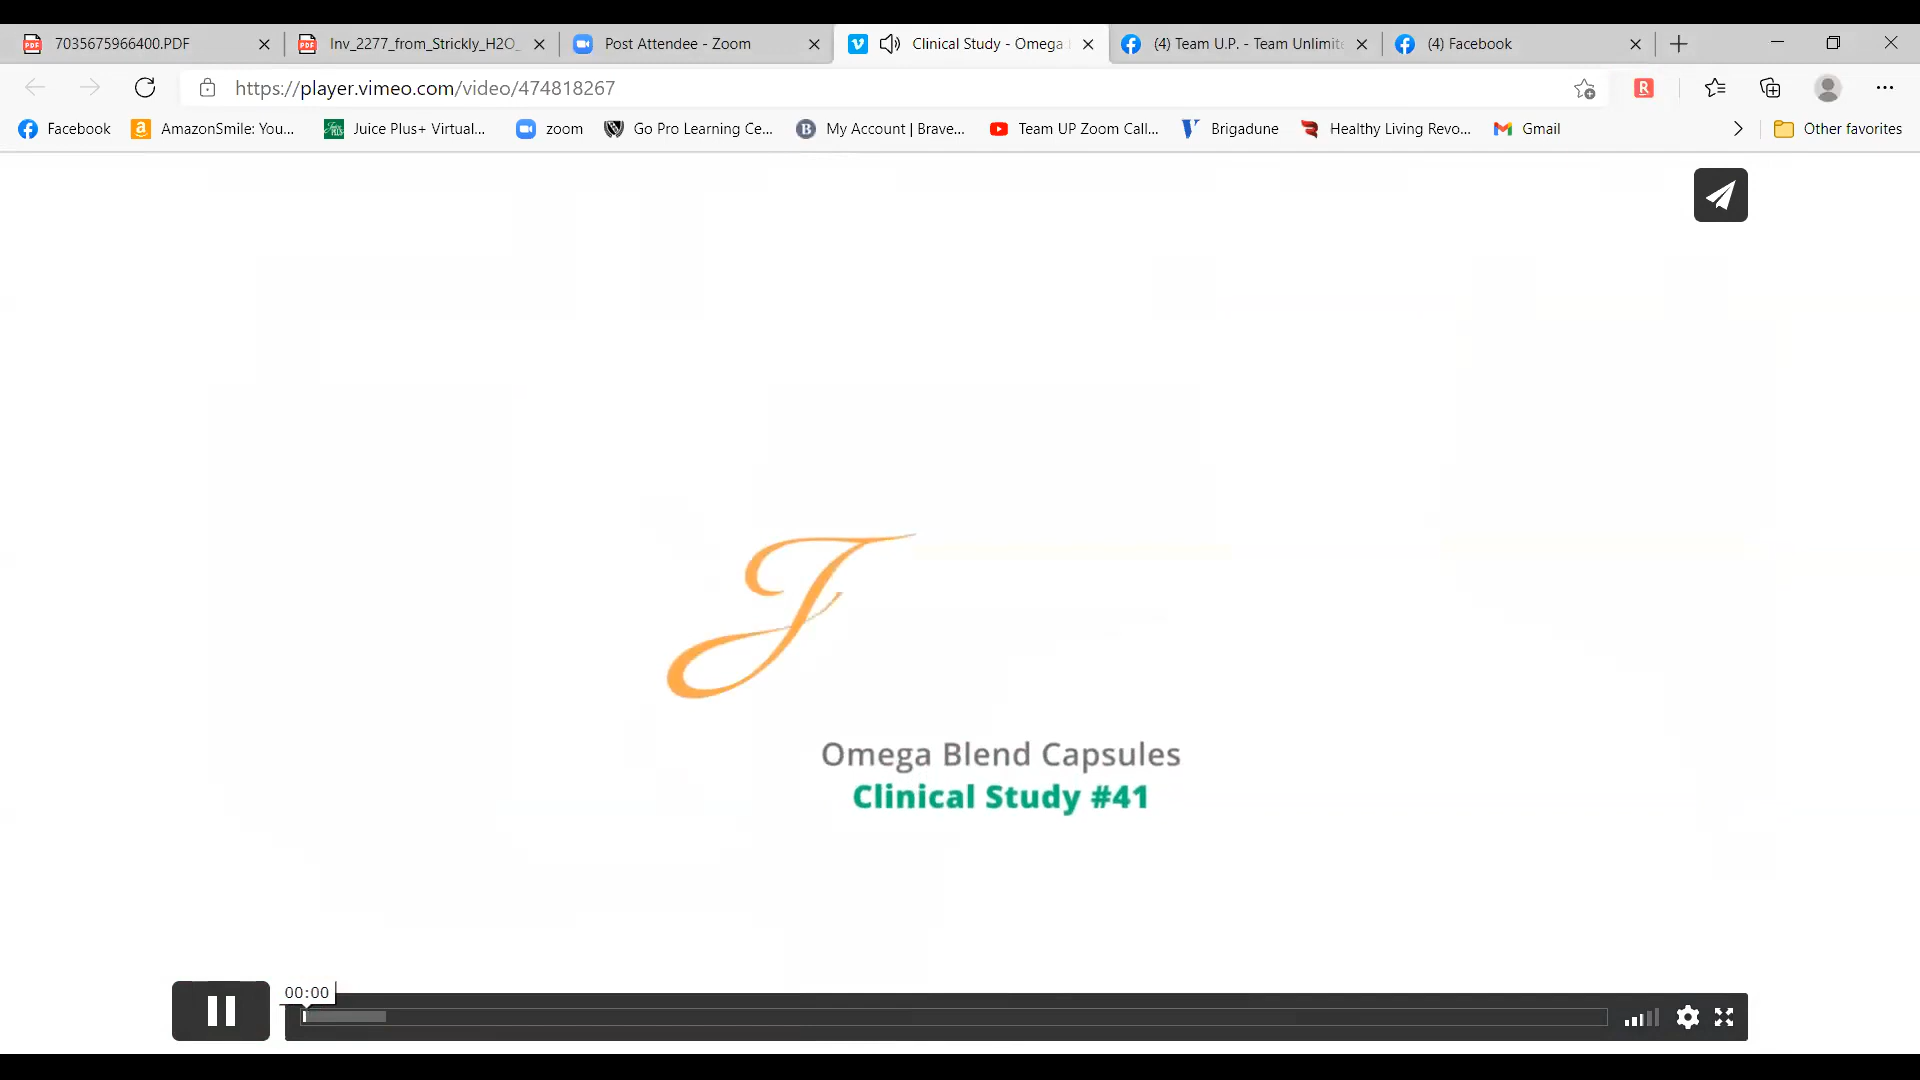 7035675966400.PDF
Inv_2277_from_Strickly_H2O_
Post Attendee - Zoom
Clinical Study - Omega
(4) Team U.P. - Team Unlimite
(4) Facebook
https://player.vimeo.com/video/474818267
Facebook
AmazonSmile: You...
Juice Plus+ Virtual...
zoom
Go Pro Learning Ce...
My Account | Brave...
Team UP Zoom Call...
Brigadune
Healthy Living Revo...
Gmail
Other favorites
J
Omega Blend Capsules
Clinical Study #41
00:00